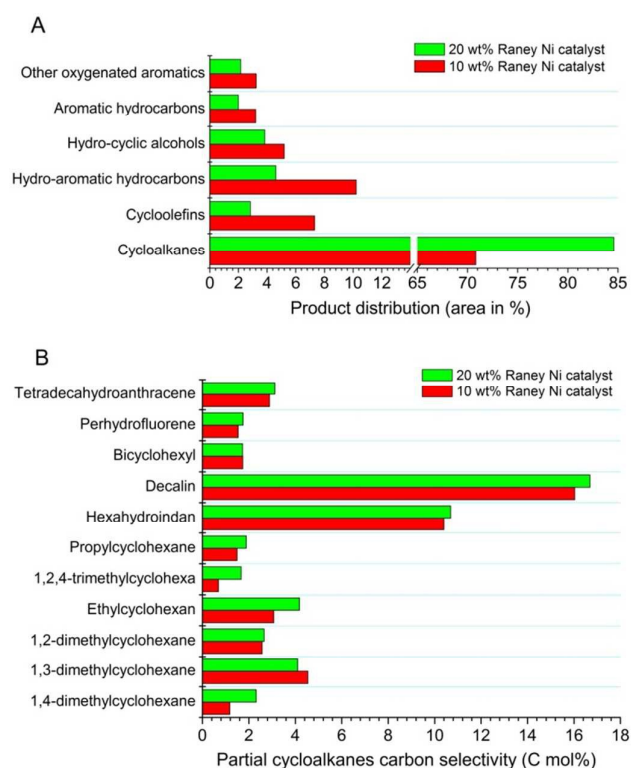 A
20 wt% Raney Ni catalyst
10 wt% Raney Ni catalyst
Other oxygenated aromatics
Aromatic hydrocarbons
Hydro-cyclic alcohols
Hydro-aromatic hydrocarbons
Cycloolefins
Cycloalkanes
0 2 4 6 8 10 12 65 70 75 80 85
Product distribution (area in %)
B
20 wt% Raney Ni catalyst
10 wt% Raney Ni catalyst
Tetradecahydroanthracene
Perhydrofluorene
Bicyclohexyl
Decalin
Hexahydroindan
Propylcyclohexane
1,2,4-trimethylcyclohexa
Ethylcyclohexan
1,2-dimethylcyclohexane
1,3-dimethylcyclohexane
1,4-dimethylcyclohexane
0 2 4 6 8 10 12 14 16 18
Partial cycloalkanes carbon selectivity (C mol%)